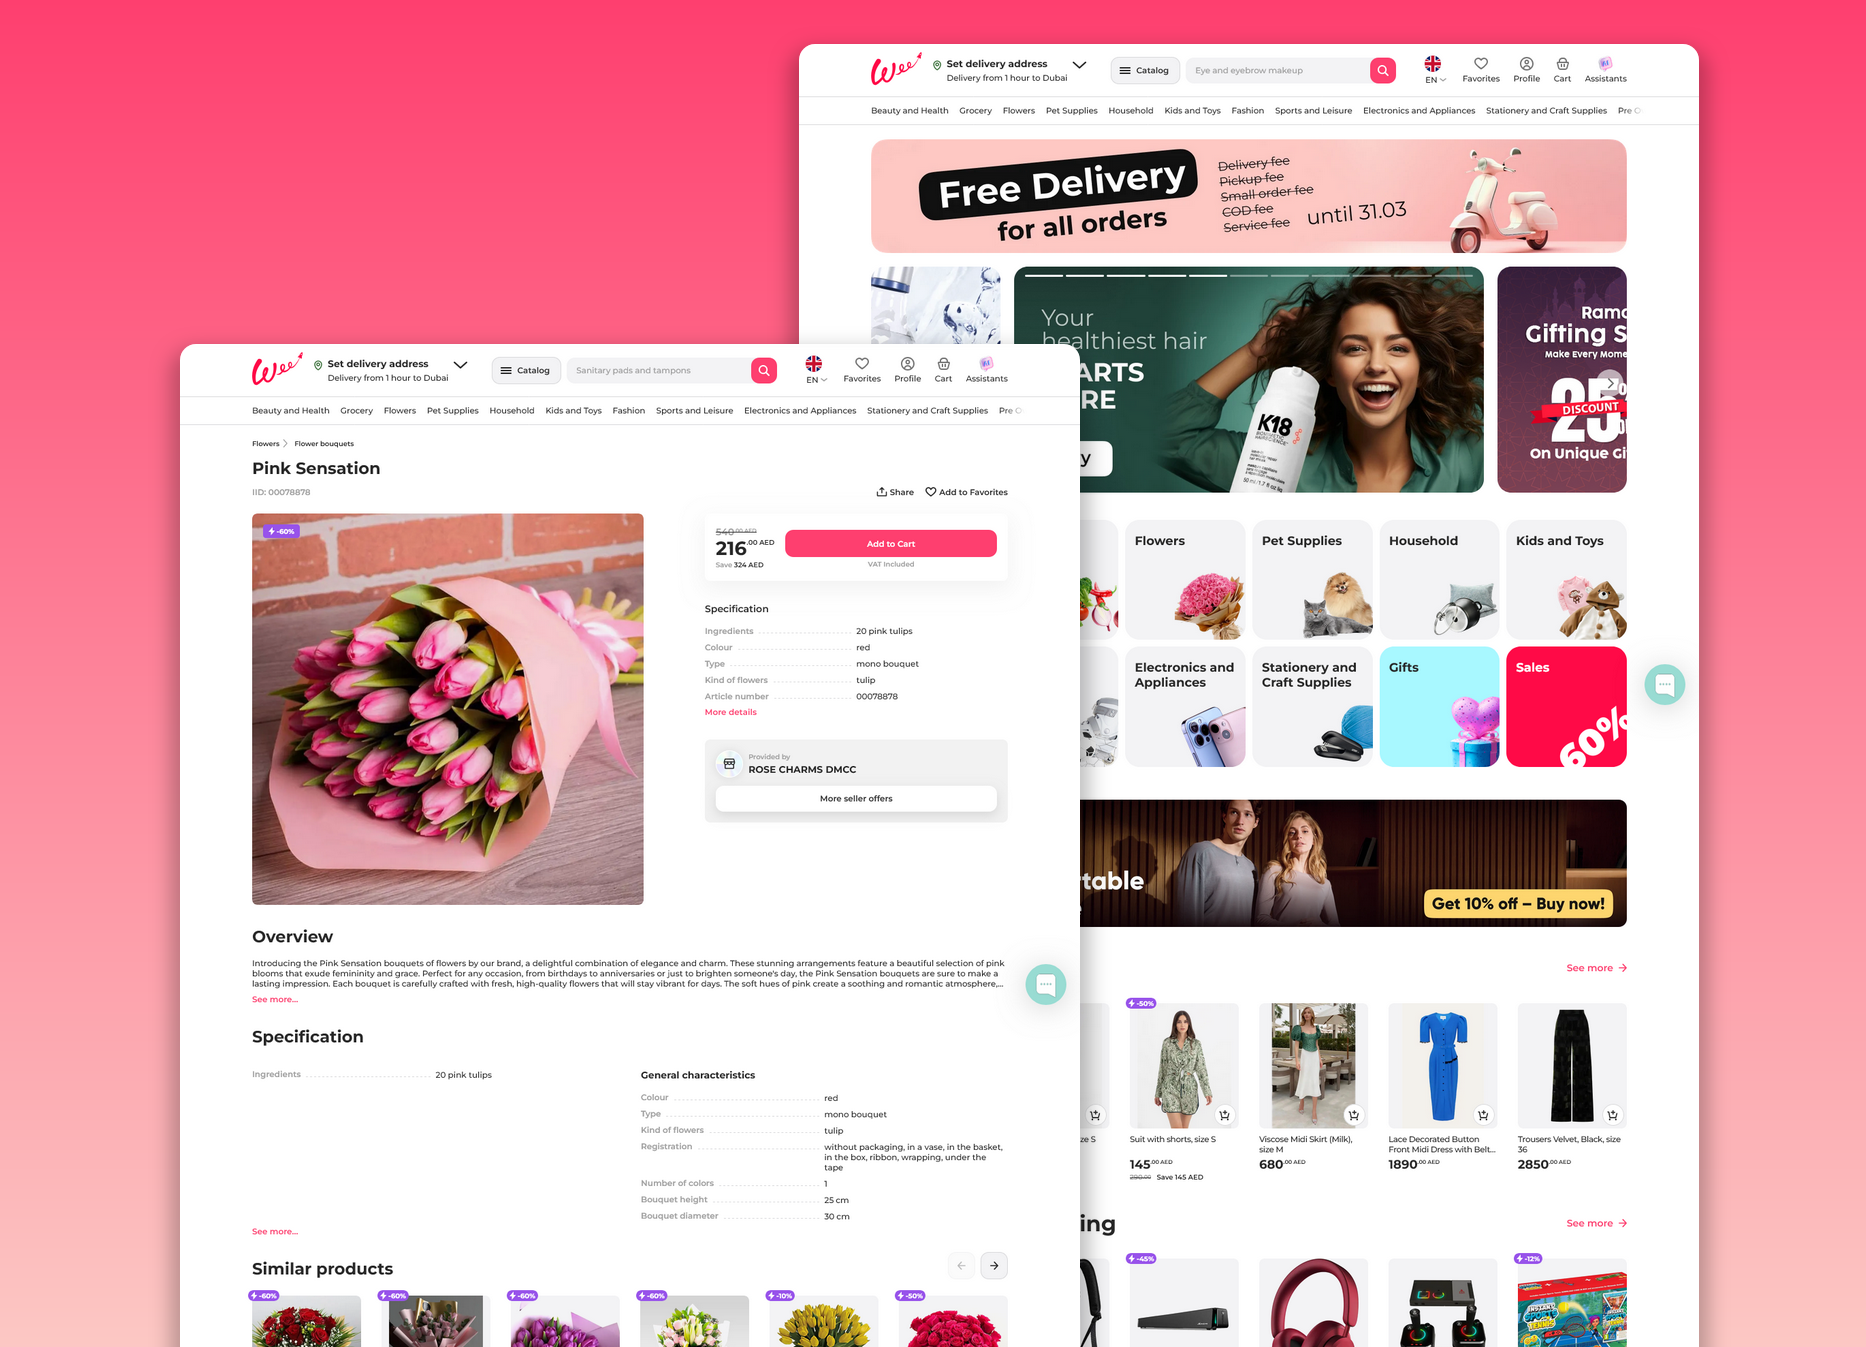 Wee
Set delivery address
Delivery from 1 hour to Dubai
Catalog
Eye and eyebrow makeup
EN
Favorites
Profile
Cart
Assistants
Beauty and Health
Grocery
Flowers
Pet Supplies
Household
Kids and Toys
Fashion
Sports and Leisure
Electronics and Appliances
Stationery and Craft Supplies
Pre O
Free Delivery
for all orders
Delivery fee
Pickup fee
Small order fee
COD fee
Service fee
until 31.03
Your
healthiest hair
ARTS
RE
y
K18
Rama
Gifting S
Make Every Mome
25%
DISCOUNT
On Unique Gi
Flowers
Pet Supplies
Household
Kids and Toys
Electronics and
Appliances
Stationery and
Craft Supplies
Gifts
Sales
60%
table
Get 10% off – Buy now!
See more
-50%
ze S
Suit with shorts, size S
145.00 AED
290.00 Save 145 AED
Viscose Midi Skirt (Milk),
size M
680.00 AED
Lace Decorated Button
Front Midi Dress with Belt...
1890.00 AED
Trousers Velvet, Black, size
36
2850.00 AED
ing
See more
-45%
-12%
Wee
Set delivery address
Delivery from 1 hour to Dubai
Catalog
Sanitary pads and tampons
EN
Favorites
Profile
Cart
Assistants
Beauty and Health
Grocery
Flowers
Pet Supplies
Household
Kids and Toys
Fashion
Sports and Leisure
Electronics and Appliances
Stationery and Craft Supplies
Pre O
Flowers
Flower bouquets
Pink Sensation
IID: 00078878
Share
Add to Favorites
-60%
540.00 AED
216.00 AED
Save 324 AED
Add to Cart
VAT Included
Specification
Ingredients 20 pink tulips
Colour red
Type mono bouquet
Kind of flowers tulip
Article number 00078878
More details
Provided by
ROSE CHARMS DMCC
More seller offers
Overview
Introducing the Pink Sensation bouquets of flowers by our brand, a delightful combination of elegance and charm. These stunning arrangements feature a beautiful selection of pink
blooms that exude femininity and grace. Perfect for any occasion, from birthdays to anniversaries or just to brighten someone's day, the Pink Sensation bouquets are sure to make a
lasting impression. Each bouquet is carefully crafted with fresh, high-quality flowers that will stay vibrant for days. The soft hues of pink create a soothing and romantic atmosphere,...
See more...
Specification
Ingredients 20 pink tulips
General characteristics
Colour red
Type mono bouquet
Kind of flowers tulip
Registration without packaging, in a vase, in the basket,
in the box, ribbon, wrapping, under the
tape
Number of colors 1
Bouquet height 25 cm
Bouquet diameter 30 cm
See more...
Similar products
-60%
-60%
-60%
-60%
-10%
-50%